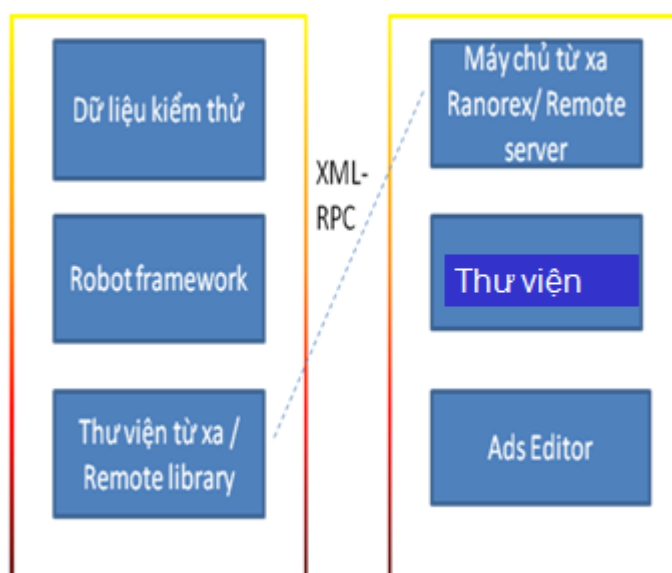 Dữ liệu kiểm thử
Robot framework
Thư viện từ xa /
Remote library
XML-
RPC
Máy chủ từ xa
Ranorex/ Remote
server
Thư viện
Ads Editor